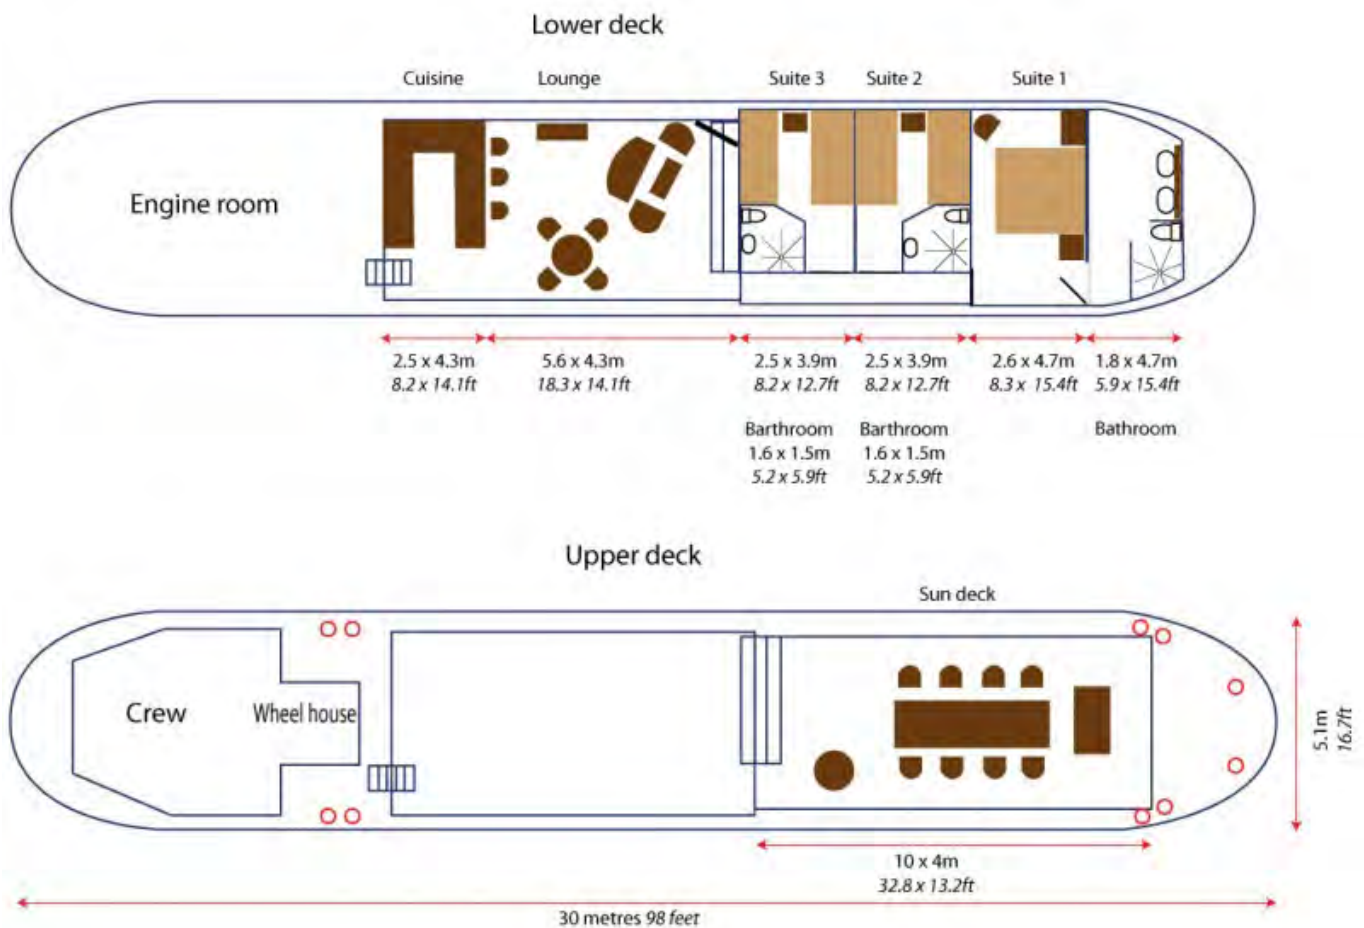 Lower deck
Cuisine Lounge Suite 3 Suite 2 Suite 1
Engine room
2.5 x 4.3m 5.6 x 4.3m 2.5 x 3.9m 2.5 x 3.9m 2.6 x 4.7m 1.8 x 4.7m
8.2 x 14.1ft 18.3 x 14.1ft 8.2 x 12.7ft 8.2 x 12.7ft 8.3 x 15.4ft 5.9 x 15.4ft
Barthroom Barthroom Bathroom
1.6 x 1.5m 1.6 x 1.5m
5.2 x 5.9ft 5.2 x 5.9ft
Upper deck
Sun deck
Crew Wheel house
5.1m
16.7ft
10 x 4m
32.8 x 13.2ft
30 metres 98 feet